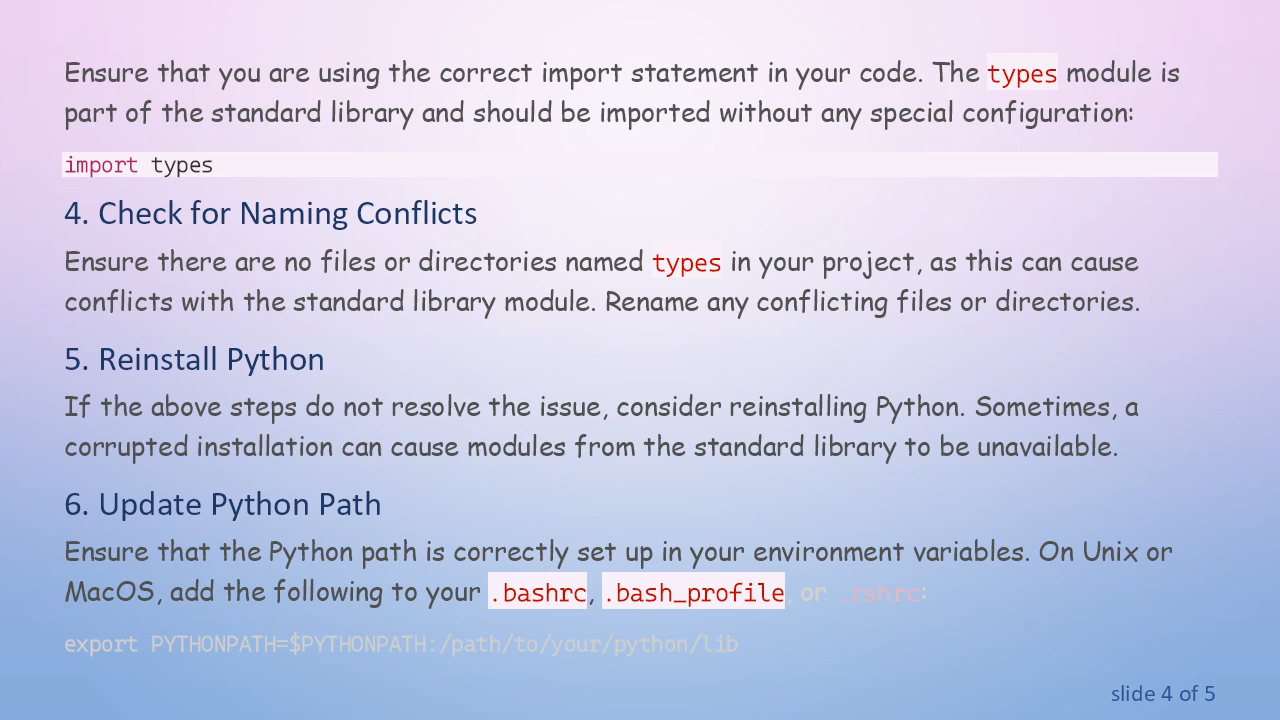 Ensure that you are using the correct import statement in your code. The types module is
part of the standard library and should be imported without any special configuration:
import types
4. Check for Naming Conflicts
Ensure there are no files or directories named types in your project, as this can cause
conflicts with the standard library module. Rename any conflicting files or directories.
5. Reinstall Python
If the above steps do not resolve the issue, consider reinstalling Python. Sometimes, a
corrupted installation can cause modules from the standard library to be unavailable.
6. Update Python Path
Ensure that the Python path is correctly set up in your environment variables. On Unix or
MacOS, add the following to your .bashrc, .bash_profile, or .zshrc:
export PYTHONPATH=$PYTHONPATH:/path/to/your/python/lib
slide 4 of 5